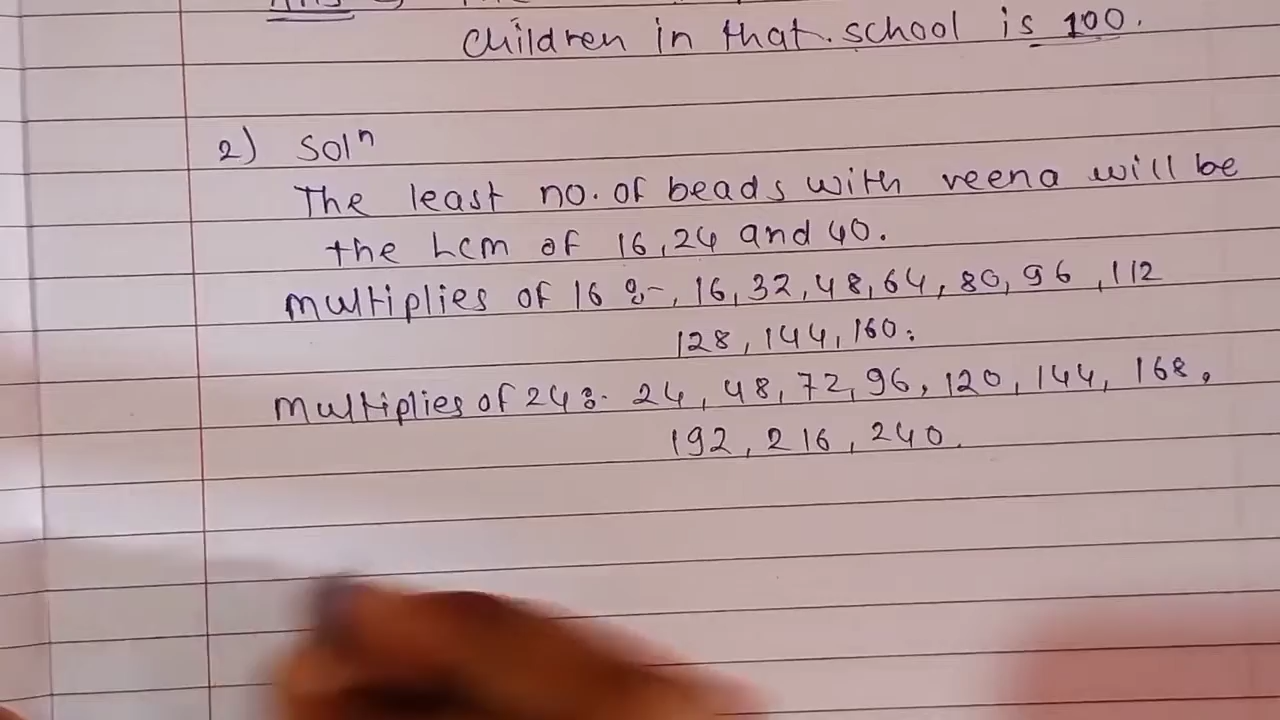 children in that school is 100.
2) Solⁿ
The least no. of beads with veena will be
the Lcm of 16,24 and 40.
multiplies of 16 :-, 16, 32, 48, 64, 80, 96, 112
128, 144, 160.
multiplies of 24 :- 24, 48, 72, 96, 120, 144, 168,
192, 216, 240.